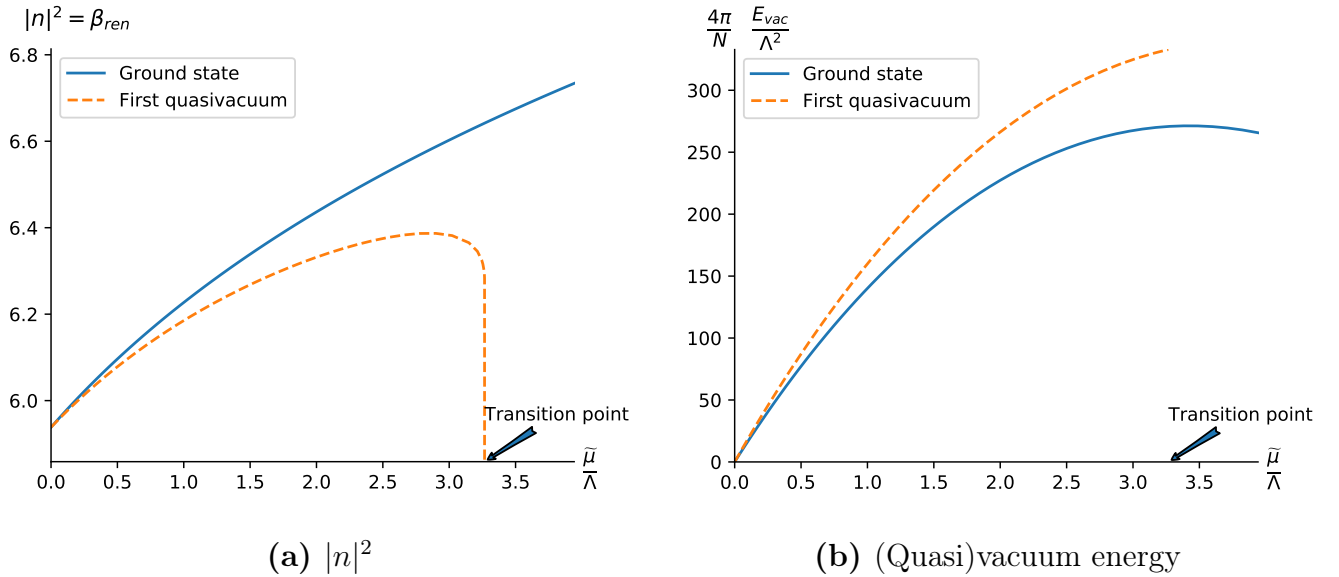 |n|² = β_ren
6.8
6.6
6.4
6.2
6.0
Ground state
First quasivacuum
Transition point
0.0 0.5 1.0 1.5 2.0 2.5 3.0 3.5
μ̃/Λ
(a) |n|²
4π/N E_vac/Λ²
300
250
200
150
100
50
0
Ground state
First quasivacuum
Transition point
0.0 0.5 1.0 1.5 2.0 2.5 3.0 3.5
μ̃/Λ
(b) (Quasi)vacuum energy